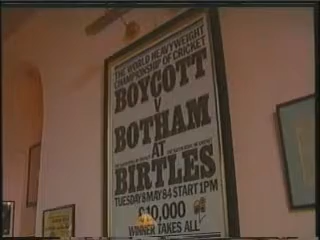 THE WORLD HEAVYWEIGHT
CHAMPIONSHIP OF CRICKET
BOYCOTT
V
BOTHAM
AT
BIRTLES
TUESDAY 8 MAY 84 START 1PM
£10,000
WINNER TAKES ALL